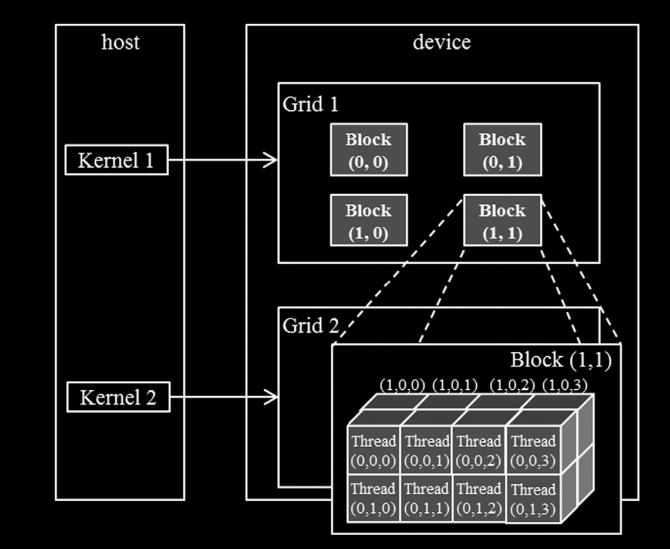 host
device
Grid 1
Kernel 1
Block
(0, 0)
Block
(0, 1)
Block
(1, 0)
Block
(1, 1)
Grid 2
Kernel 2
Block (1,1)
(1,0,0) (1,0,1) (1,0,2) (1,0,3)
Thread Thread Thread Thread
(0,0,0) (0,0,1) (0,0,2) (0,0,3)
Thread Thread Thread Thread
(0,1,0) (0,1,1) (0,1,2) (0,1,3)